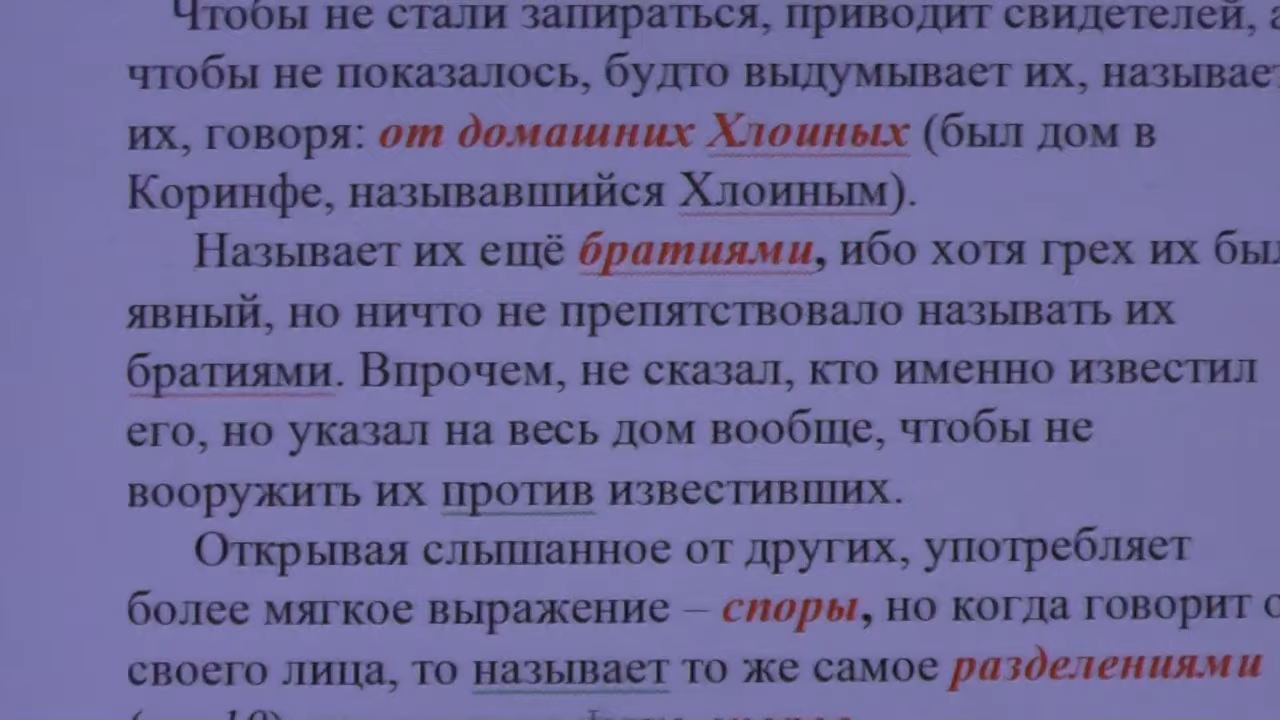 Чтобы не стали запираться, приводит свидетелей, а
чтобы не показалось, будто выдумывает их, называет
их, говоря: от домашних Хлоиных (был дом в
Коринфе, называвшийся Хлоиным).
Называет их ещё братиями, ибо хотя грех их был
явный, но ничто не препятствовало называть их
братиями. Впрочем, не сказал, кто именно известил
его, но указал на весь дом вообще, чтобы не
вооружить их против известивших.
Открывая слышанное от других, употребляет
более мягкое выражение – споры, но когда говорит о
своего лица, то называет то же самое разделениями